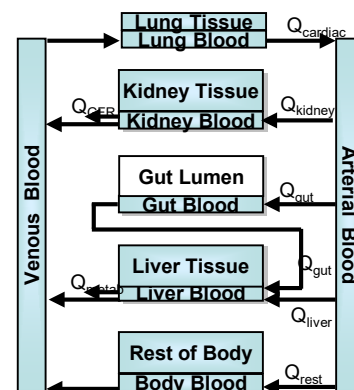 Lung Tissue
Lung Blood
Qcardiac
Kidney Tissue
QGFR
Qkidney
Kidney Blood
Gut Lumen
Qgut
Gut Blood
Venous Blood
Arterial Blood
Liver Tissue
Qgut
Qmetab
Liver Blood
Qliver
Rest of Body
Qrest
Body Blood